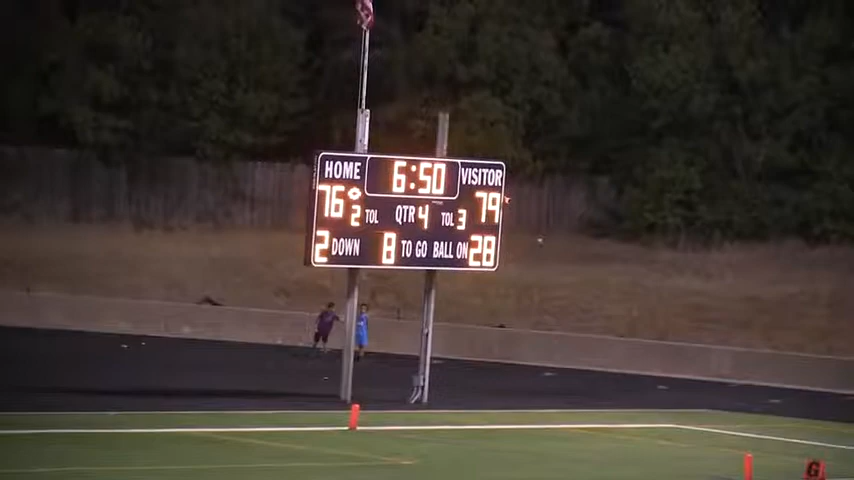 HOME 6:50 VISITOR
76 2 TOL QTR 4 TOL 3 79
2 DOWN 8 TO GO BALL ON 28
G